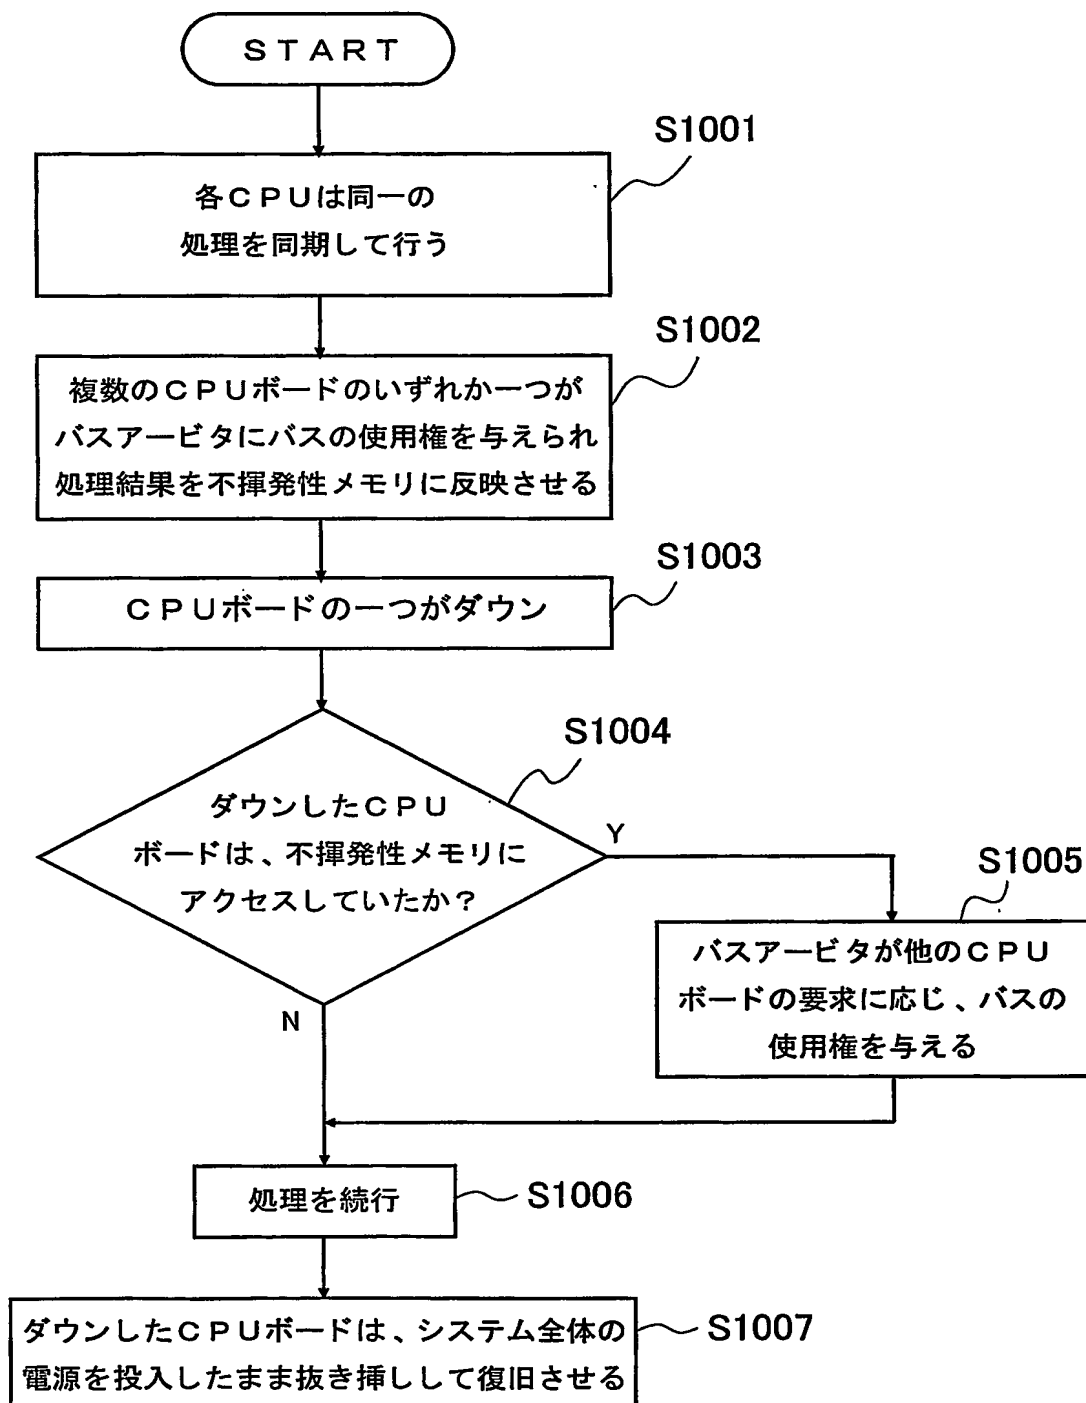 ＳＴＡＲＴ
S1001
各ＣＰＵは同一の
処理を同期して行う
S1002
複数のＣＰＵボードのいずれか一つが
バスアービタにバスの使用権を与えられ
処理結果を不揮発性メモリに反映させる
S1003
ＣＰＵボードの一つがダウン
S1004
ダウンしたＣＰＵ
ボードは、不揮発性メモリに
アクセスしていたか？
Y
N
S1005
バスアービタが他のＣＰＵ
ボードの要求に応じ、バスの
使用権を与える
処理を続行
S1006
ダウンしたＣＰＵボードは、システム全体の
電源を投入したまま抜き挿しして復旧させる
S1007